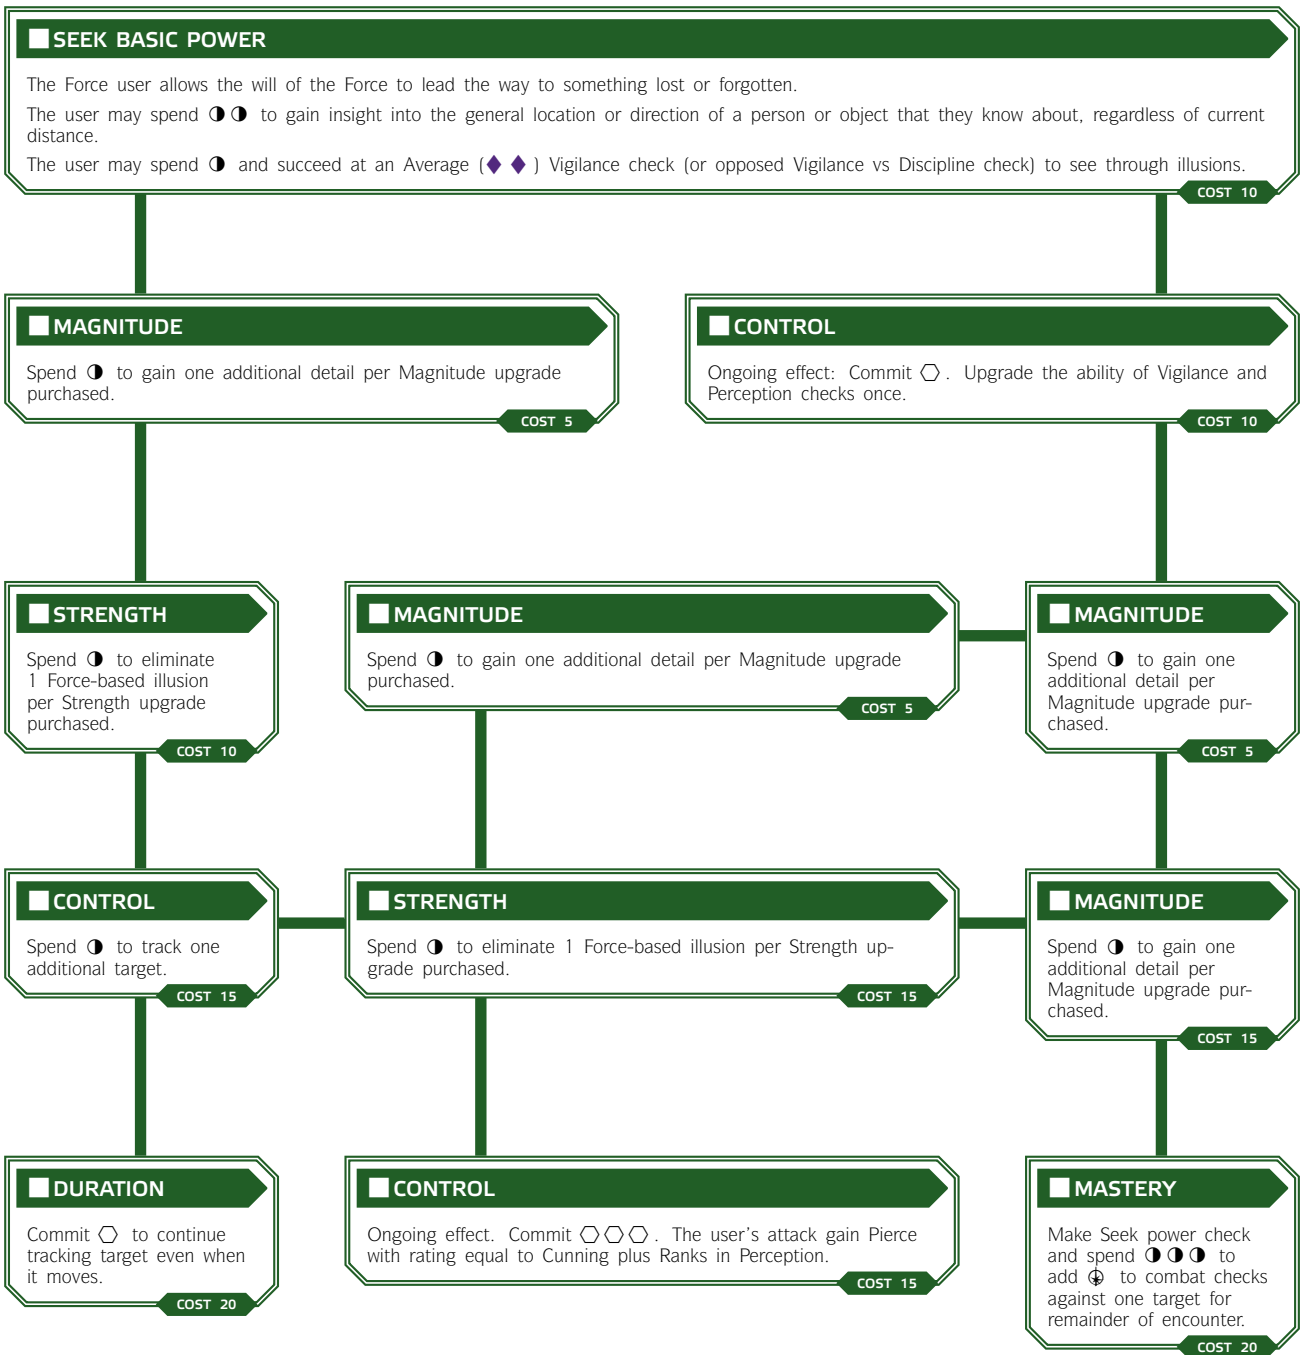 SEEK BASIC POWER
The Force user allows the will of the Force to lead the way to something lost or forgotten.
The user may spend ◑◑ to gain insight into the general location or direction of a person or object that they know about, regardless of current
distance.
The user may spend ◑ and succeed at an Average (◆ ◆) Vigilance check (or opposed Vigilance vs Discipline check) to see through illusions.
COST 10
MAGNITUDE
Spend ◑ to gain one additional detail per Magnitude upgrade
purchased.
COST 5
CONTROL
Ongoing effect: Commit ⬡. Upgrade the ability of Vigilance and
Perception checks once.
COST 10
STRENGTH
Spend ◑ to eliminate
1 Force-based illusion
per Strength upgrade
purchased.
COST 10
MAGNITUDE
Spend ◑ to gain one additional detail per Magnitude upgrade
purchased.
COST 5
MAGNITUDE
Spend ◑ to gain one
additional detail per
Magnitude upgrade pur-
chased.
COST 5
CONTROL
Spend ◑ to track one
additional target.
COST 15
STRENGTH
Spend ◑ to eliminate 1 Force-based illusion per Strength up-
grade purchased.
COST 15
MAGNITUDE
Spend ◑ to gain one
additional detail per
Magnitude upgrade pur-
chased.
COST 15
DURATION
Commit ⬡ to continue
tracking target even when
it moves.
COST 20
CONTROL
Ongoing effect. Commit ⬡⬡⬡. The user's attack gain Pierce
with rating equal to Cunning plus Ranks in Perception.
COST 15
MASTERY
Make Seek power check
and spend ◑◑◑ to
add to combat checks
against one target for
remainder of encounter.
COST 20